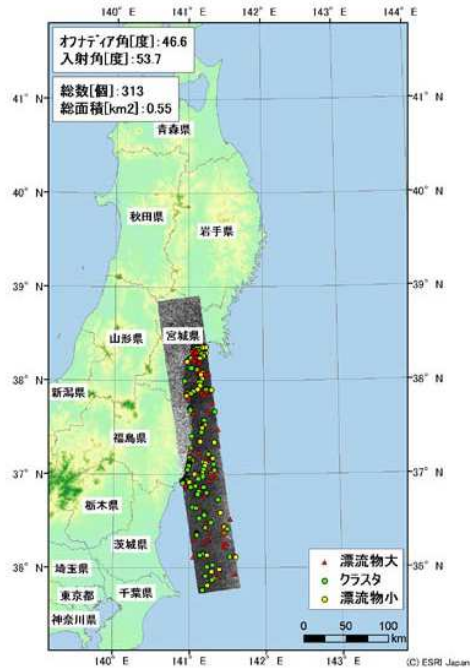 140° E 141° E 142° E 143° E 144° E
オフナディア角[度]:46.6
入射角[度]:53.7
総数[個]:313
総面積[km2]:0.55
41° N 41° N
青森県
40° N 40° N
秋田県
岩手県
39° N 39° N
宮城県
山形県
38° N 38° N
新潟県
福島県
37° N 37° N
栃木県
茨城県
漂流物大
36° N 36° N
埼玉県
クラスタ
千葉県
東京都
漂流物小
神奈川県
0 50 100
km
140° E 141° E 142° E 143° E
(C) ESRI Japan